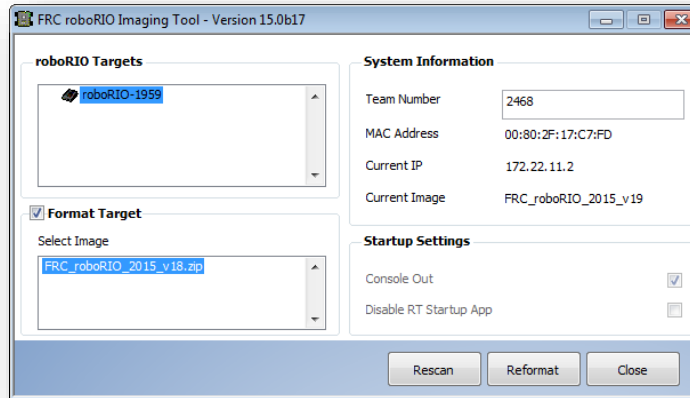 FRC roboRIO Imaging Tool - Version 15.0b17
roboRIO Targets
roboRIO-1959
Format Target
Select Image
FRC_roboRIO_2015_v18.zip
System Information
Team Number 2468
MAC Address 00:80:2F:17:C7:FD
Current IP 172.22.11.2
Current Image FRC_roboRIO_2015_v19
Startup Settings
Console Out
Disable RT Startup App
Rescan Reformat Close